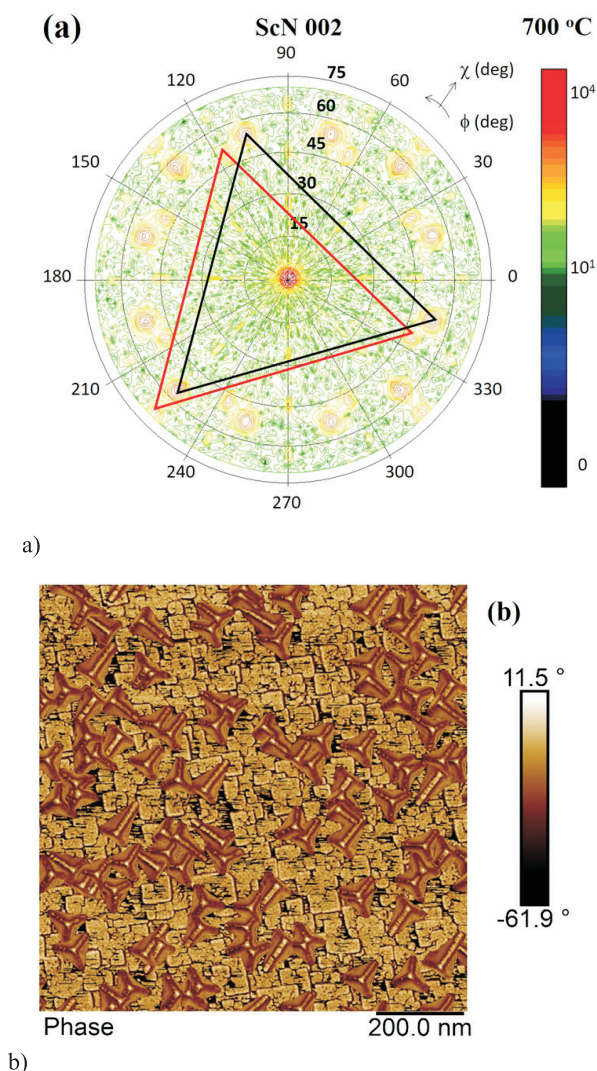 (a) ScN 002 700 °C
90
75
120 60 χ (deg)
60 10⁴
ϕ (deg)
45
150 30
30
15
10¹
180 0
210 330
0
240 300
270
a)
(b)
11.5 °
-61.9 °
Phase 200.0 nm
b)